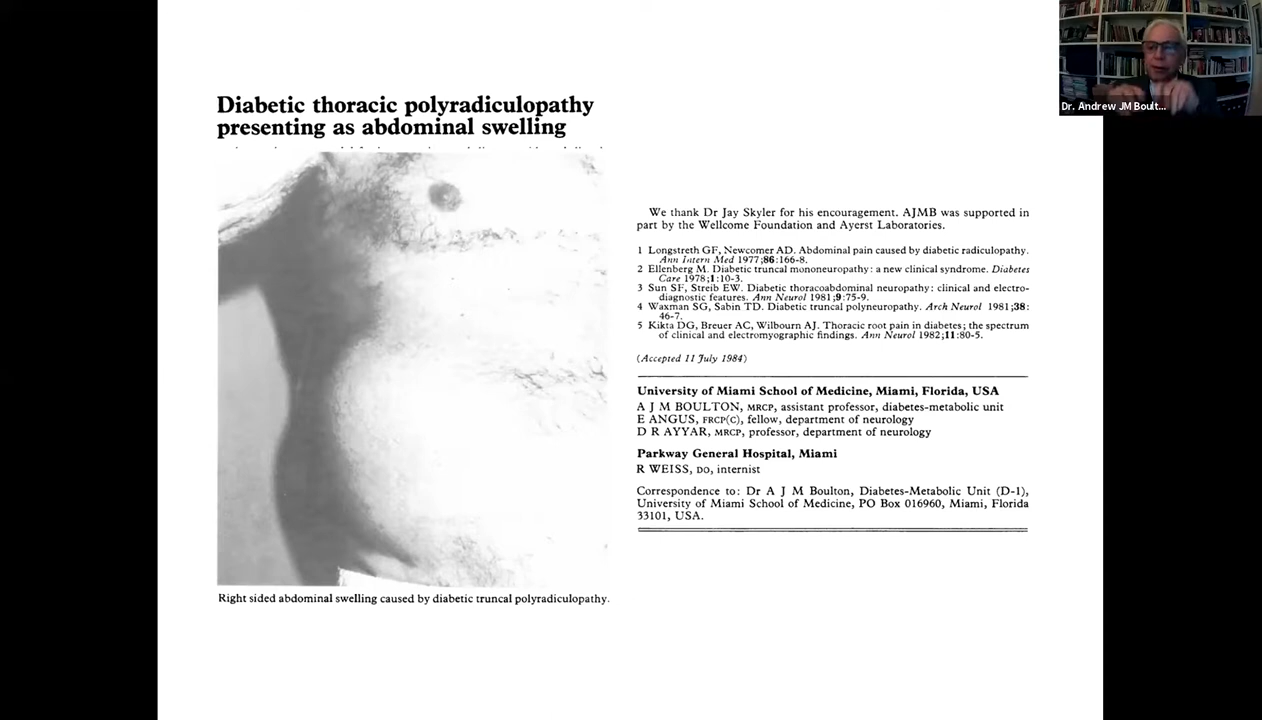 Diabetic thoracic polyradiculopathy
presenting as abdominal swelling
Right sided abdominal swelling caused by diabetic truncal polyradiculopathy.
We thank Dr Jay Skyler for his encouragement. AJMB was supported in
part by the Wellcome Foundation and Ayerst Laboratories.
1 Longstreth GF, Newcomer AD. Abdominal pain caused by diabetic radiculopathy.
Ann Intern Med 1977;86:166-8.
2 Ellenberg M. Diabetic truncal mononeuropathy: a new clinical syndrome. Diabetes
Care 1978;1:10-3.
3 Sun SF, Streib EW. Diabetic thoracoabdominal neuropathy: clinical and electro-
diagnostic features. Ann Neurol 1981;9:75-9.
4 Waxman SG, Sabin TD. Diabetic truncal polyneuropathy. Arch Neurol 1981;38:
46-7.
5 Kikta DG, Breuer AC, Wilbourn AJ. Thoracic root pain in diabetes; the spectrum
of clinical and electromyographic findings. Ann Neurol 1982;11:80-5.
(Accepted 11 July 1984)
University of Miami School of Medicine, Miami, Florida, USA
A J M BOULTON, MRCP, assistant professor, diabetes-metabolic unit
E ANGUS, FRCP(C), fellow, department of neurology
D R AYYAR, MRCP, professor, department of neurology
Parkway General Hospital, Miami
R WEISS, DO, internist
Correspondence to: Dr A J M Boulton, Diabetes-Metabolic Unit (D-1),
University of Miami School of Medicine, PO Box 016960, Miami, Florida
33101, USA.
Dr. Andrew JM Boult...